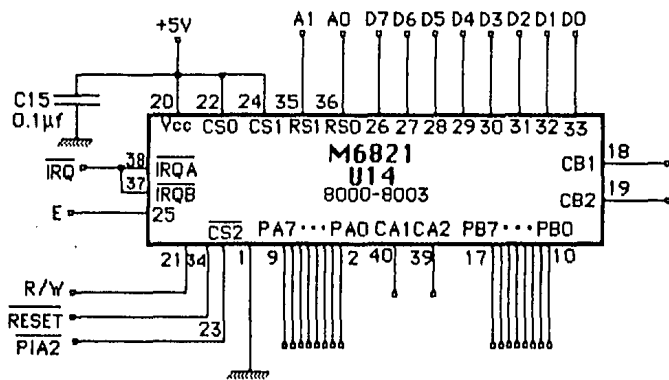 A1 A0 D7 D6 D5 D4 D3 D2 D1 D0
+5V
C15
0.1µf
20 22 24 35 36
Vcc CS0 CS1 RS1 RS0 26 27 28 29 30 31 32 33
M6821
U14
8000-8003
CB1 18
CB2 19
IRQ 38 IRQA
37 IRQB
E 25
CS2 PA7···PA0 CA1 CA2 PB7···PB0
21 34 1 9 2 40 39 17 10
R/W
RESET
23
PIA2